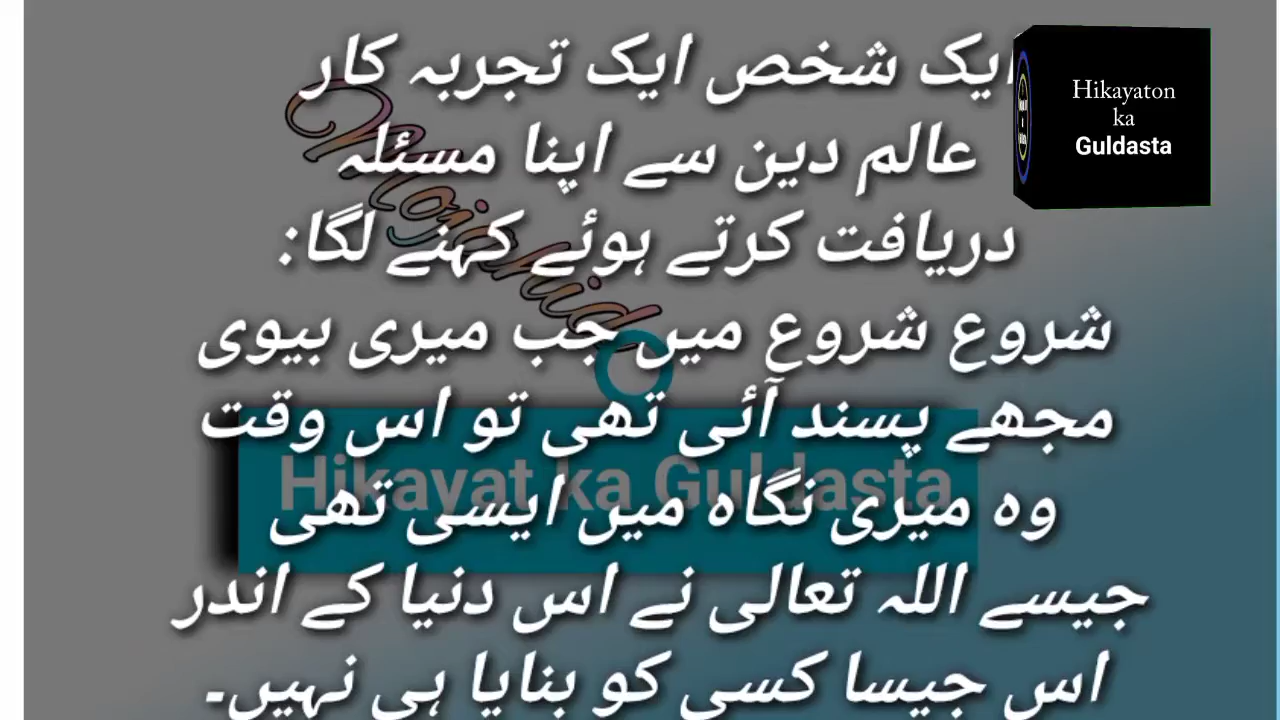 ایک شخص ایک تجربہ کار
عالم دین سے اپنا مسئلہ
دریافت کرتے ہوئے کہنے لگا:
شروع شروع میں جب میری بیوی
مجھے پسند آئی تھی تو اس وقت
وہ میری نگاہ میں ایسی تھی
جیسے اللہ تعالی نے اس دنیا کے اندر
اس جیسا کسی کو بنایا ہی نہیں۔
Hikayaton
ka
Guldasta
Mojahid
Hikayat ka Guldasta